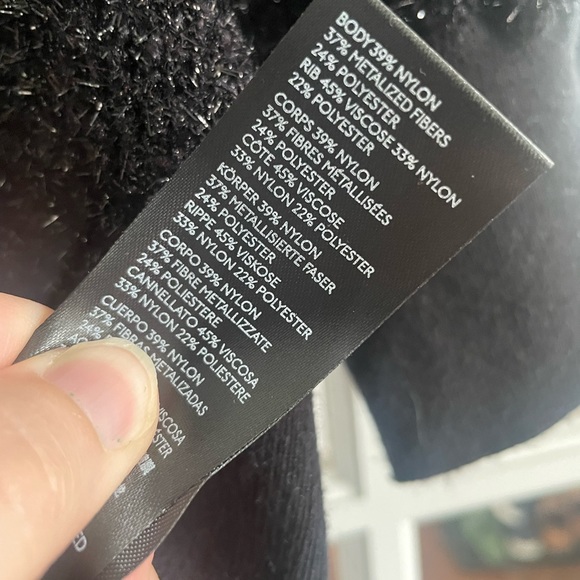 BODY 39% NYLON
37% METALIZED FIBERS
24% POLYESTER
RIB 45% VISCOSE 33% NYLON
22% POLYESTER
CORPS 39% NYLON
37% FIBRES MÉTALLISÉES
24% POLYESTER
CÔTE 45% VISCOSE
33% NYLON 22% POLYESTER
KÖRPER 39% NYLON
37% METALLISIERTE FASER
24% POLYESTER
RIPPE 45% VISKOSE
33% NYLON 22% POLYESTER
CORPO 39% NYLON
37% FIBRE METALLIZZATE
24% POLIESTERE
CANNELLATO 45% VISCOSA
33% NYLON 22% POLIESTERE
CUERPO 39% NYLON
37% FIBRAS METALIZADAS
24%
VISCOSA